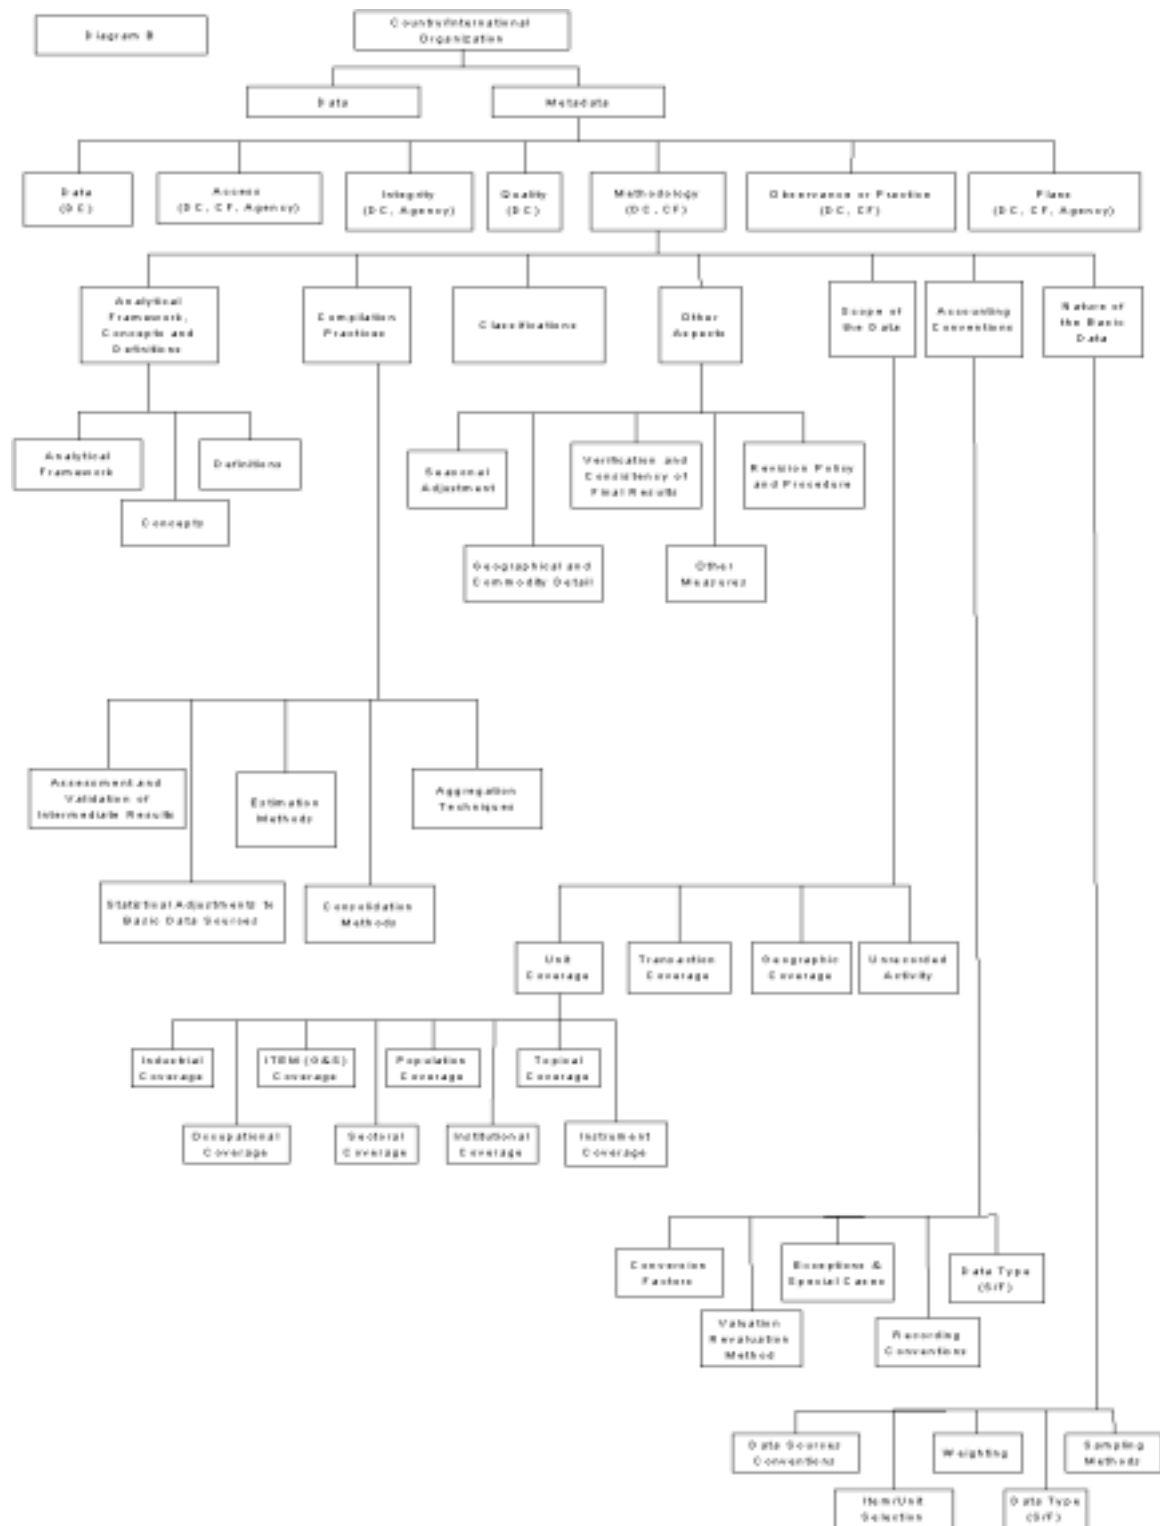 Diagram B
Country/International
Organization
Data
Metadata
Data
(DC)
Access
(DC, CF, Agency)
Integrity
(DC, Agency)
Quality
(DC)
Methodology
(DC, CF)
Observance or Practice
(DC, CF)
Plans
(DC, CF, Agency)
Analytical
Framework,
Concepts and
Definitions
Compilation
Practices
Classifications
Other
Aspects
Scope of
the Data
Accounting
Conventions
Nature of
the Basic
Data
Analytical
Framework
Definitions
Concepts
Seasonal
Adjustment
Verification and
Consistency of
Final Results
Revision Policy
and Procedure
Geographical and
Commodity Detail
Other
Measures
Assessment and
Validation of
Intermediate Results
Estimation
Methods
Aggregation
Techniques
Statistical Adjustments to
Basic Data Sources
Consolidation
Methods
Unit
Coverage
Transaction
Coverage
Geographic
Coverage
Unrecorded
Activity
Industrial
Coverage
ITEM (G&S)
Coverage
Population
Coverage
Topical
Coverage
Occupational
Coverage
Sectoral
Coverage
Institutional
Coverage
Instrument
Coverage
Conversion
Factors
Exceptions &
Special Cases
Data Type
(S/F)
Valuation
Revaluation
Method
Recording
Conventions
Data Sources
Conventions
Weighting
Sampling
Methods
Item/Unit
Selection
Data Type
(S/F)